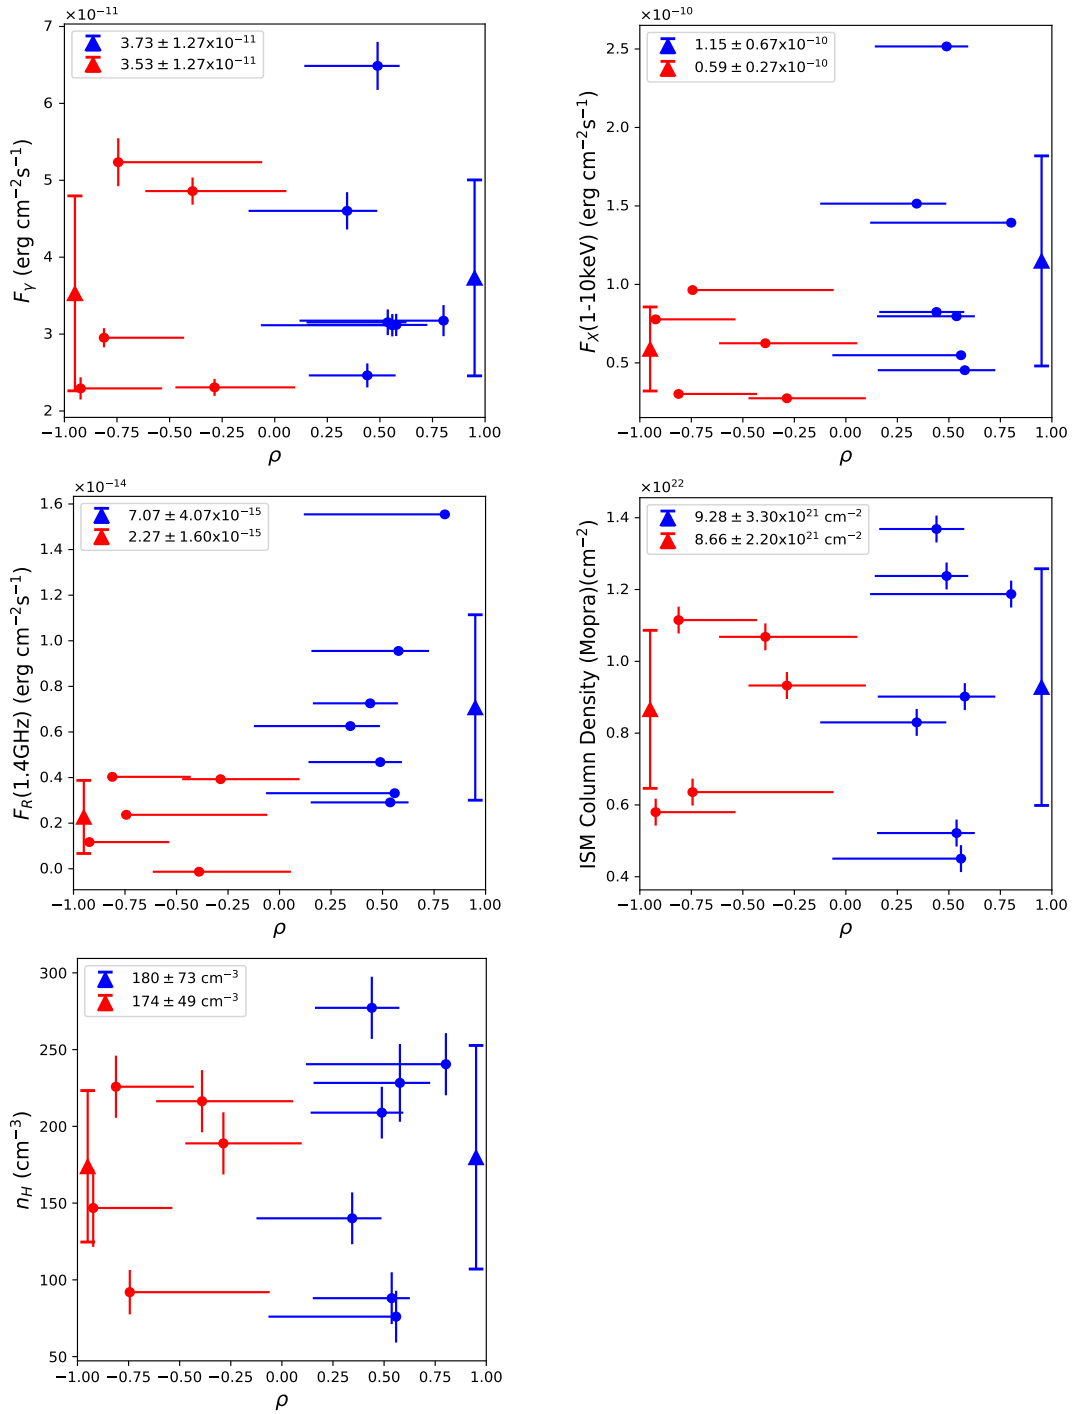 ×10⁻¹¹
7
6
5
4
3
2
F_γ (erg cm⁻²s⁻¹)
3.73 ± 1.27x10⁻¹¹
3.53 ± 1.27x10⁻¹¹
−1.00 −0.75 −0.50 −0.25 0.00 0.25 0.50 0.75 1.00
ρ
×10⁻¹⁰
2.5
2.0
1.5
1.0
0.5
F_X(1-10keV) (erg cm⁻²s⁻¹)
1.15 ± 0.67x10⁻¹⁰
0.59 ± 0.27x10⁻¹⁰
−1.00 −0.75 −0.50 −0.25 0.00 0.25 0.50 0.75 1.00
ρ
×10⁻¹⁴
1.6
1.4
1.2
1.0
0.8
0.6
0.4
0.2
0.0
F_R(1.4GHz) (erg cm⁻²s⁻¹)
7.07 ± 4.07x10⁻¹⁵
2.27 ± 1.60x10⁻¹⁵
−1.00 −0.75 −0.50 −0.25 0.00 0.25 0.50 0.75 1.00
ρ
×10²²
1.4
1.2
1.0
0.8
0.6
0.4
ISM Column Density (Mopra)(cm⁻²)
9.28 ± 3.30x10²¹ cm⁻²
8.66 ± 2.20x10²¹ cm⁻²
−1.00 −0.75 −0.50 −0.25 0.00 0.25 0.50 0.75 1.00
ρ
300
250
200
150
100
50
n_H (cm⁻³)
180 ± 73 cm⁻³
174 ± 49 cm⁻³
−1.00 −0.75 −0.50 −0.25 0.00 0.25 0.50 0.75 1.00
ρ